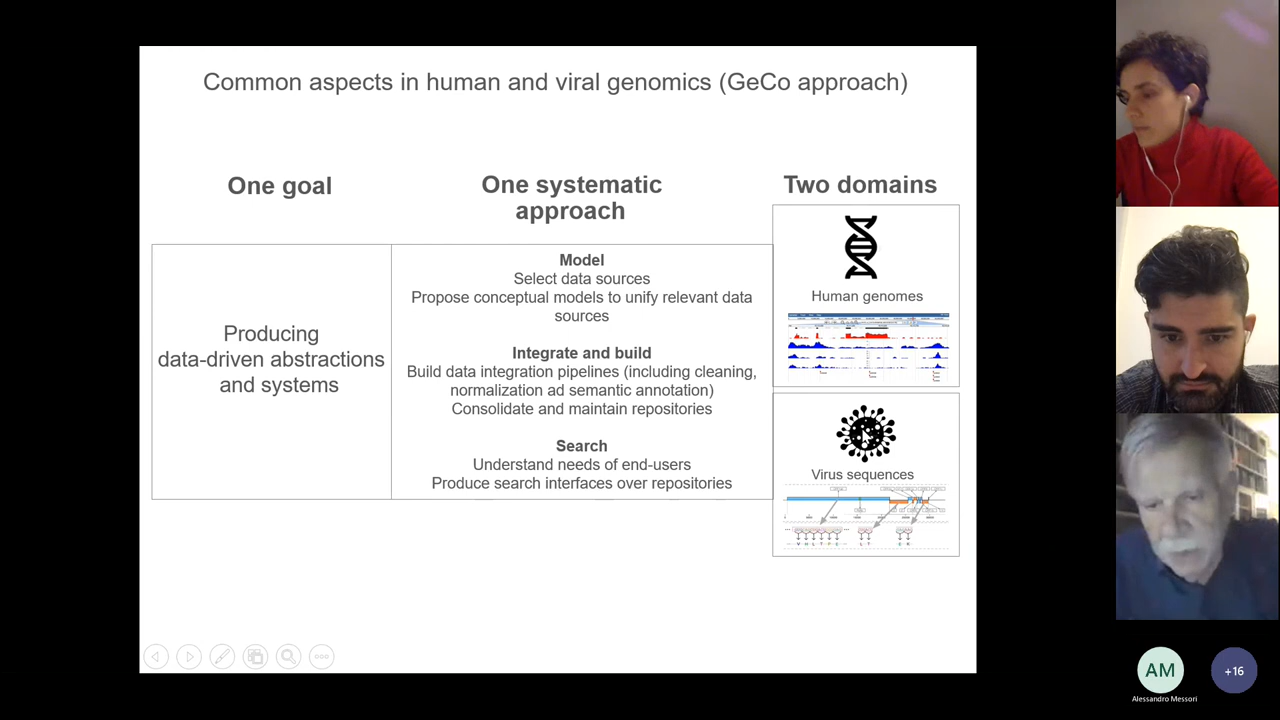 Common aspects in human and viral genomics (GeCo approach)
One goal
One systematic
approach
Two domains
Producing
data-driven abstractions
and systems
Model
Select data sources
Propose conceptual models to unify relevant data
sources
Integrate and build
Build data integration pipelines (including cleaning,
normalization ad semantic annotation)
Consolidate and maintain repositories
Search
Understand needs of end-users
Produce search interfaces over repositories
Human genomes
Virus sequences
V H L T P E
L T
AM
+16
Alessandro Messori